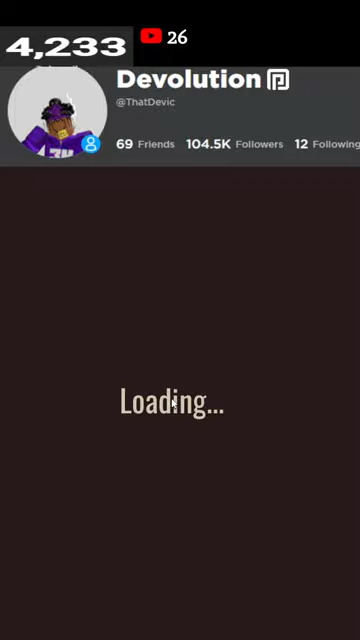 4,233
26
Devolution
@ThatDevic
69 Friends 104.5K Followers 12 Following
Loading...